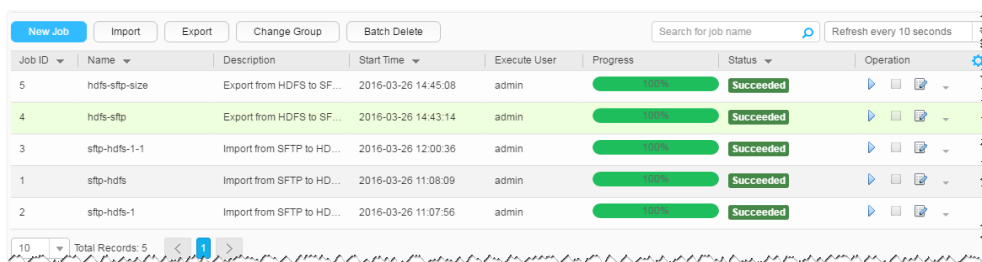 New Job Import Export Change Group Batch Delete Search for job name Refresh every 10 seconds
Job ID Name Description Start Time Execute User Progress Status Operation
5 hdfs-sftp-size Export from HDFS to SF... 2016-03-26 14:45:08 admin 100% Succeeded
4 hdfs-sftp Export from HDFS to SF... 2016-03-26 14:43:14 admin 100% Succeeded
3 sftp-hdfs-1-1 Import from SFTP to HD... 2016-03-26 12:00:36 admin 100% Succeeded
1 sftp-hdfs Import from SFTP to HD... 2016-03-26 11:08:09 admin 100% Succeeded
2 sftp-hdfs-1 Import from SFTP to HD... 2016-03-26 11:07:56 admin 100% Succeeded
10 Total Records: 5 < 1 >